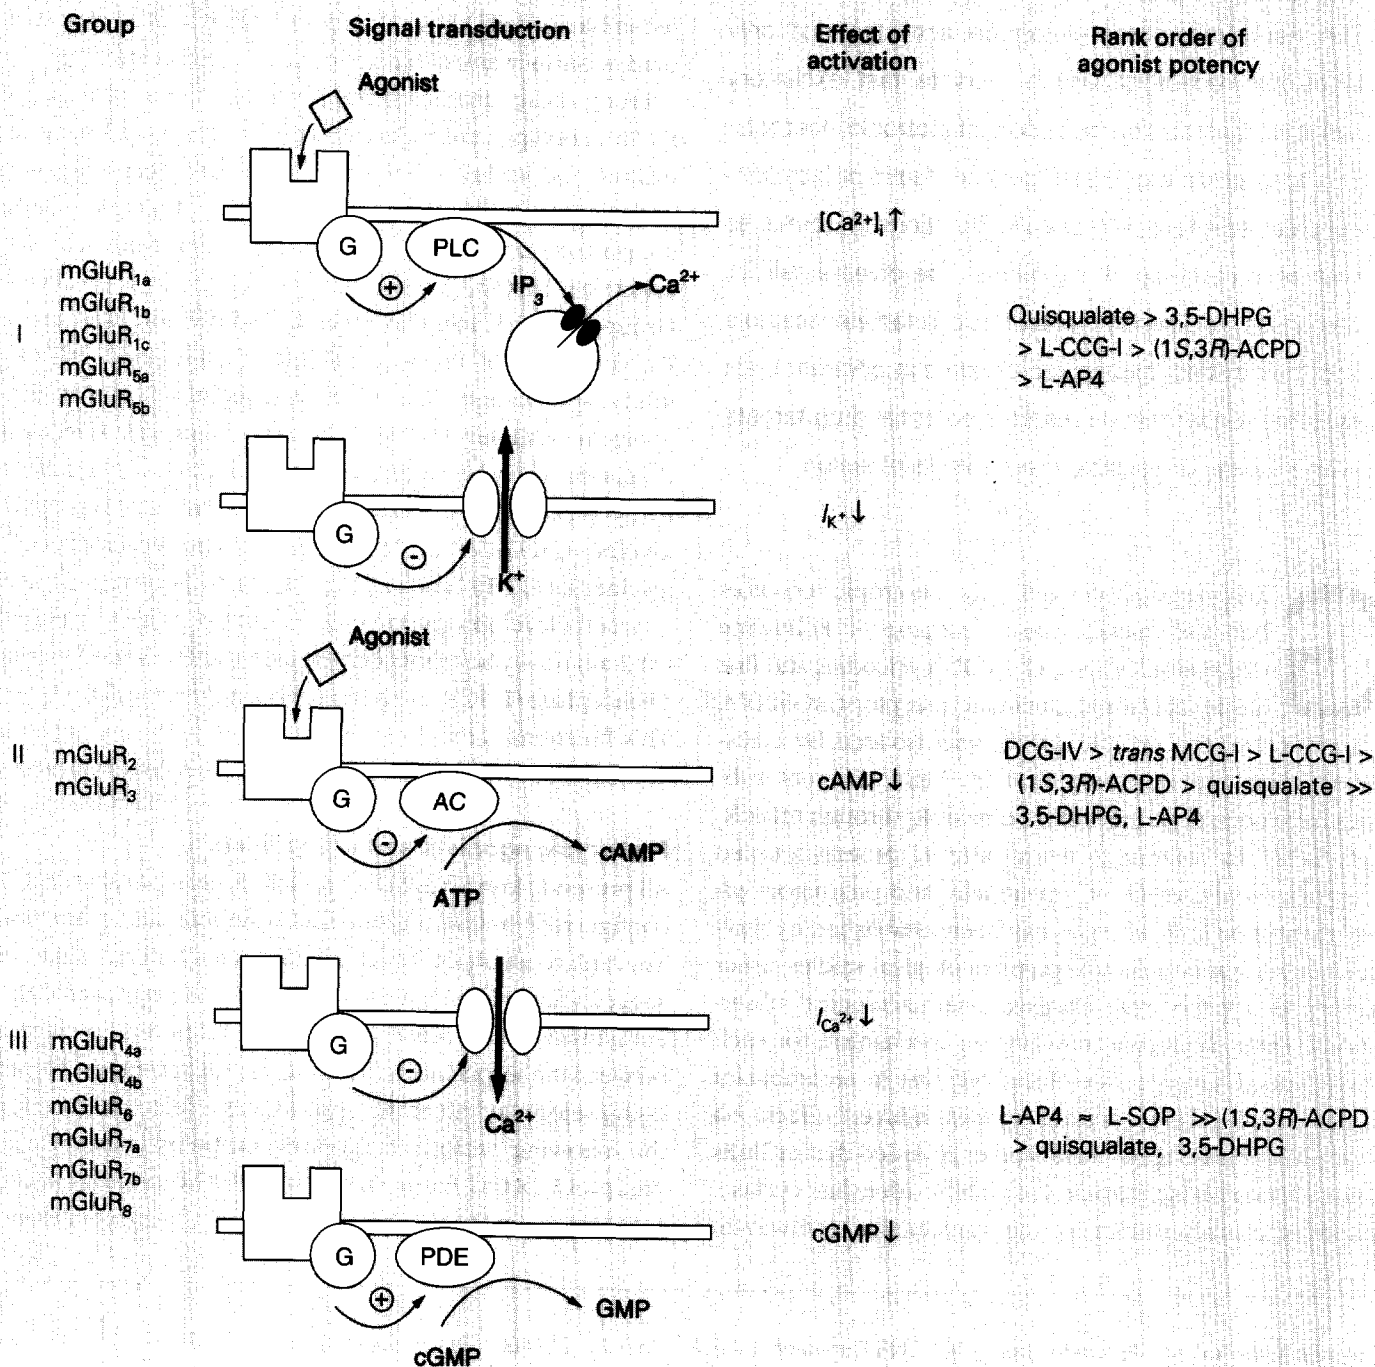 Group
Signal transduction
Effect of
activation
Rank order of
agonist potency
Agonist
G
PLC
+
IP3
Ca2+
[Ca2+]i ↑
I
mGluR1a
mGluR1b
mGluR1c
mGluR5a
mGluR5b
Quisqualate > 3,5-DHPG
> L-CCG-I > (1S,3R)-ACPD
> L-AP4
G
-
K+
IK+ ↓
Agonist
II
mGluR2
mGluR3
G
AC
-
ATP
cAMP
cAMP ↓
DCG-IV > trans MCG-I > L-CCG-I >
(1S,3R)-ACPD > quisqualate >>
3,5-DHPG, L-AP4
G
-
Ca2+
ICa2+ ↓
III
mGluR4a
mGluR4b
mGluR6
mGluR7a
mGluR7b
mGluR8
L-AP4 ≈ L-SOP >> (1S,3R)-ACPD
> quisqualate, 3,5-DHPG
G
PDE
+
cGMP
GMP
cGMP ↓